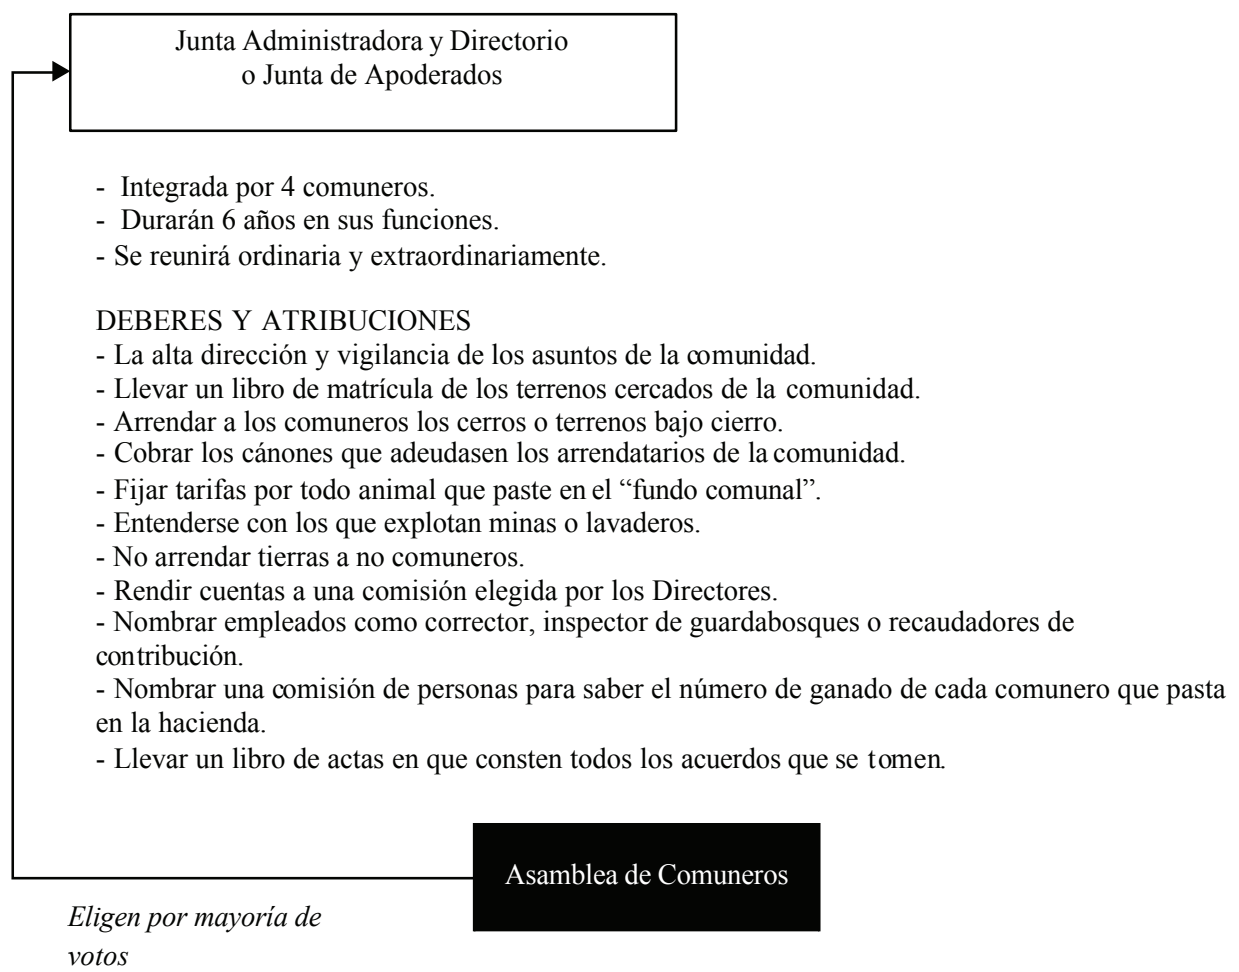 Junta Administradora y Directorio
o Junta de Apoderados
- Integrada por 4 comuneros.
- Durarán 6 años en sus funciones.
- Se reunirá ordinaria y extraordinariamente.
DEBERES Y ATRIBUCIONES
- La alta dirección y vigilancia de los asuntos de la comunidad.
- Llevar un libro de matrícula de los terrenos cercados de la comunidad.
- Arrendar a los comuneros los cerros o terrenos bajo cierro.
- Cobrar los cánones que adeudasen los arrendatarios de la comunidad.
- Fijar tarifas por todo animal que paste en el “fundo comunal”.
- Entenderse con los que explotan minas o lavaderos.
- No arrendar tierras a no comuneros.
- Rendir cuentas a una comisión elegida por los Directores.
- Nombrar empleados como corrector, inspector de guardabosques o recaudadores de
contribución.
- Nombrar una comisión de personas para saber el número de ganado de cada comunero que pasta
en la hacienda.
- Llevar un libro de actas en que consten todos los acuerdos que se tomen.
Asamblea de Comuneros
Eligen por mayoría de
votos